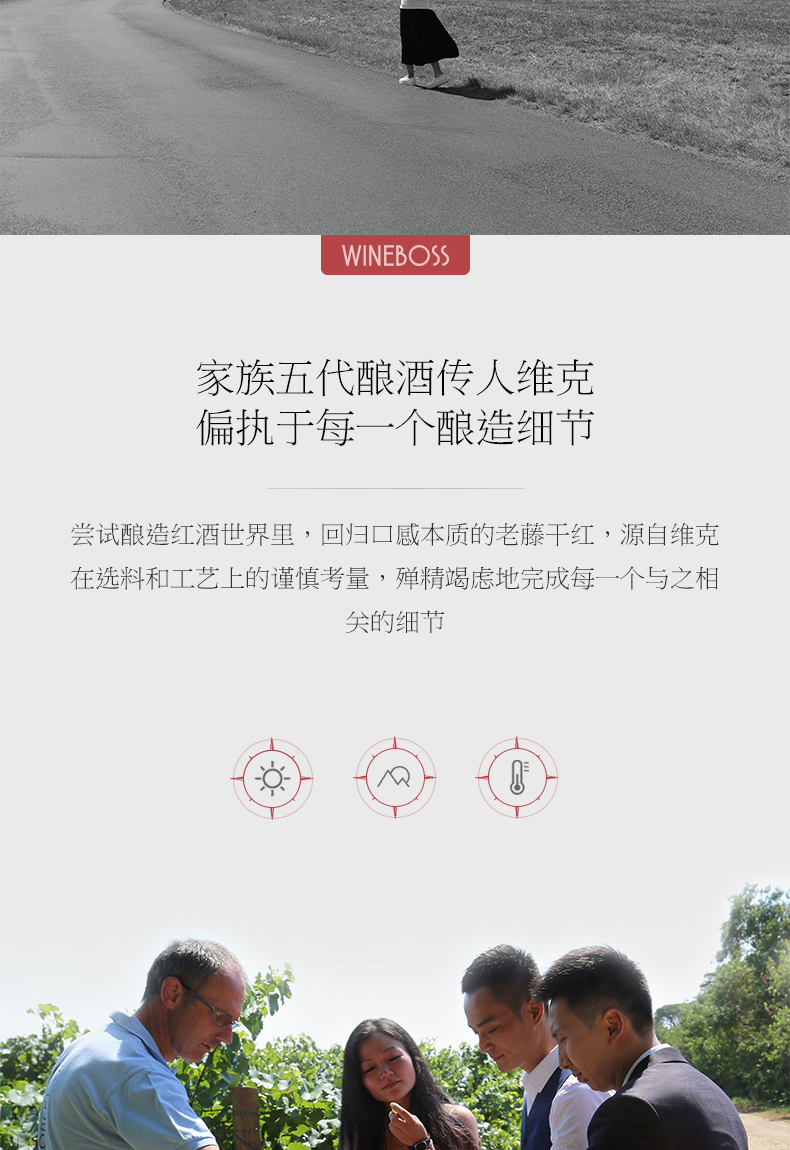 WINEBOSS
家族五代酿酒传人维克
偏执于每一个酿造细节
尝试酿造红酒世界里，回归口感本质的老藤干红，源自维克
在选料和工艺上的谨慎考量，殚精竭虑地完成每一个与之相
关的细节